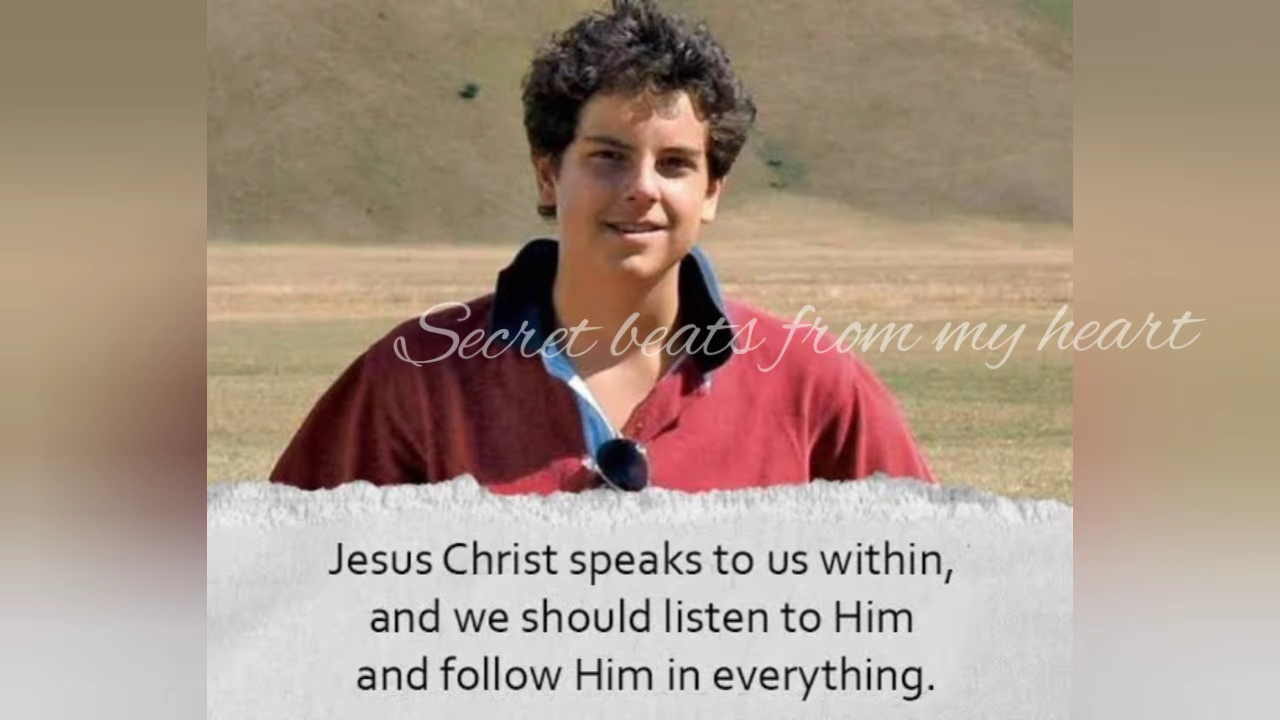 Secret beats from my heart
Jesus Christ speaks to us within,
and we should listen to Him
and follow Him in everything.